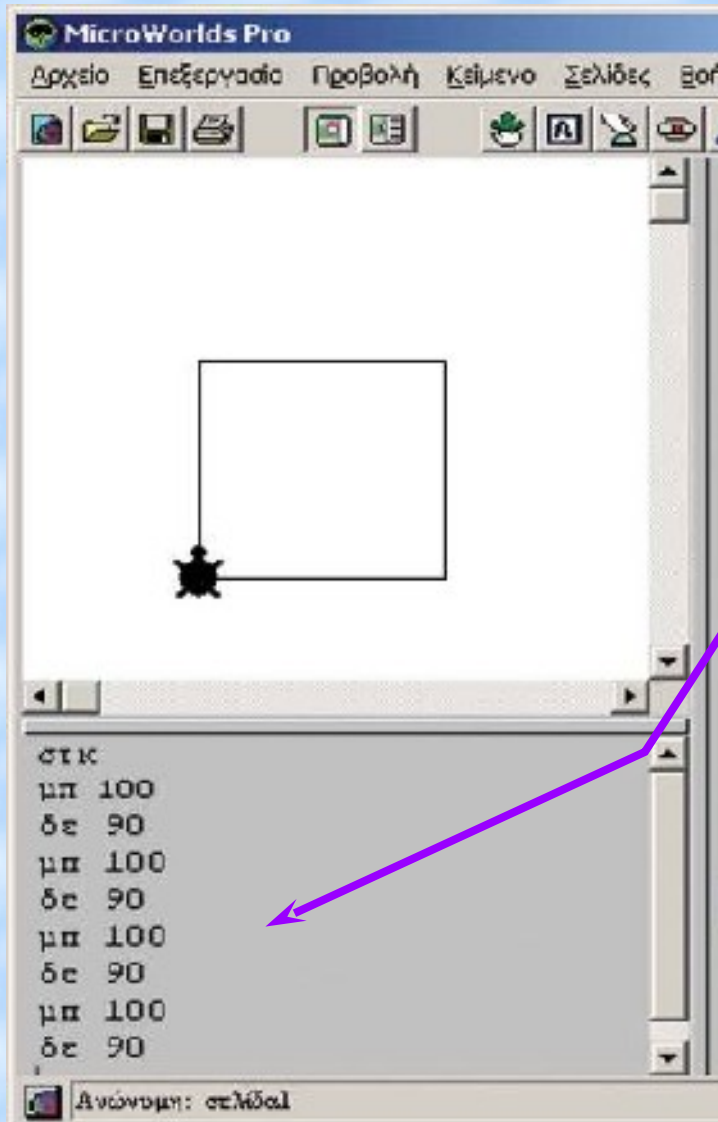 MicroWorlds Pro
Αρχείο Επεξεργασία Προβολή Κείμενο Σελίδες
στκ
μπ 100
δε 90
μπ 100
δε 90
μπ 100
δε 90
μπ 100
δε 90
Ανώνυμη: σελίδα1